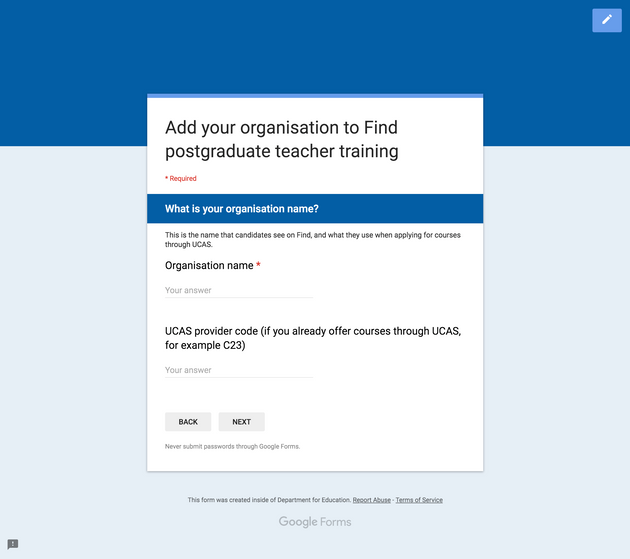 Add your organisation to Find
postgraduate teacher training
* Required
What is your organisation name?
This is the name that candidates see on Find, and what they use when applying for courses
through UCAS.
Organisation name *
Your answer
UCAS provider code (if you already offer courses through UCAS,
for example C23)
Your answer
BACK NEXT
Never submit passwords through Google Forms.
This form was created inside of Department for Education. Report Abuse - Terms of Service
Google Forms